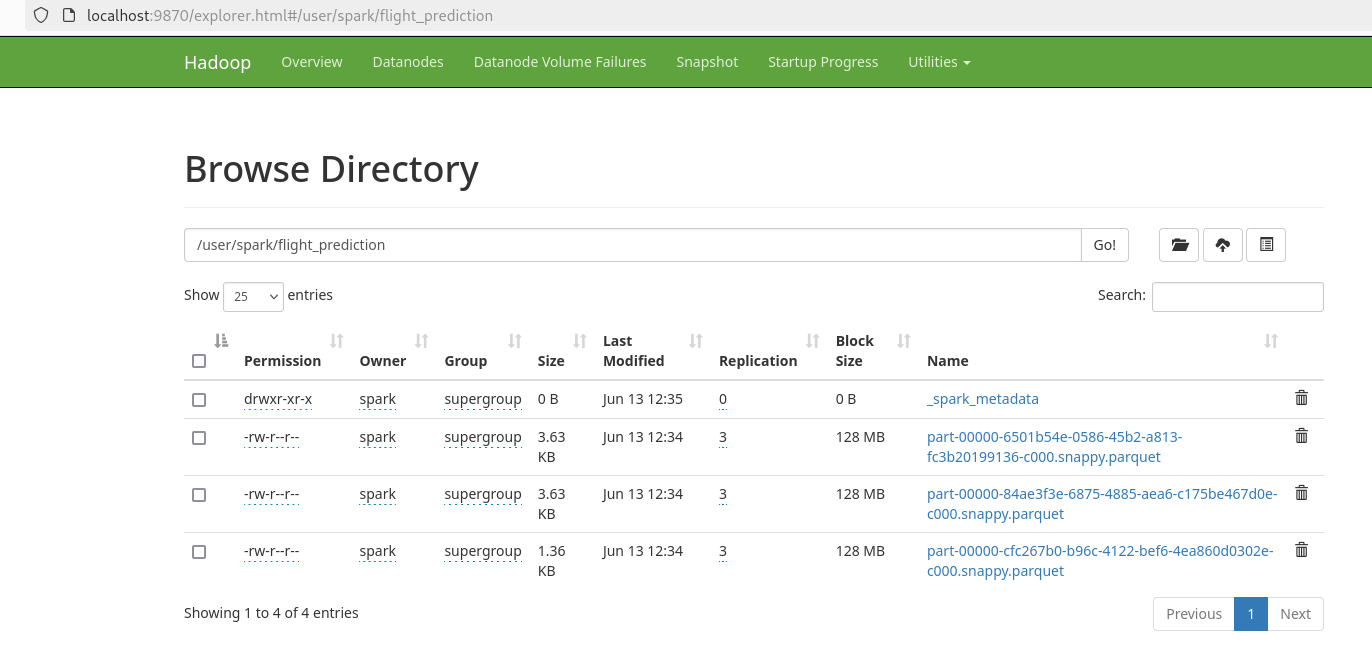 localhost:9870/explorer.html#/user/spark/flight_prediction
Hadoop Overview Datanodes Datanode Volume Failures Snapshot Startup Progress Utilities
Browse Directory
/user/spark/flight_prediction Go!
Show 25 entries Search:
Permission Owner Group Size Last Modified Replication Block Size Name
drwxr-xr-x spark supergroup 0 B Jun 13 12:35 0 0 B _spark_metadata
-rw-r--r-- spark supergroup 3.63 KB Jun 13 12:34 3 128 MB part-00000-6501b54e-0586-45b2-a813-
fc3b20199136-c000.snappy.parquet
-rw-r--r-- spark supergroup 3.63 KB Jun 13 12:34 3 128 MB part-00000-84ae3f3e-6875-4885-aea6-c175be467d0e-
c000.snappy.parquet
-rw-r--r-- spark supergroup 1.36 KB Jun 13 12:34 3 128 MB part-00000-cfc267b0-b96c-4122-bef6-4ea860d0302e-
c000.snappy.parquet
Showing 1 to 4 of 4 entries Previous 1 Next